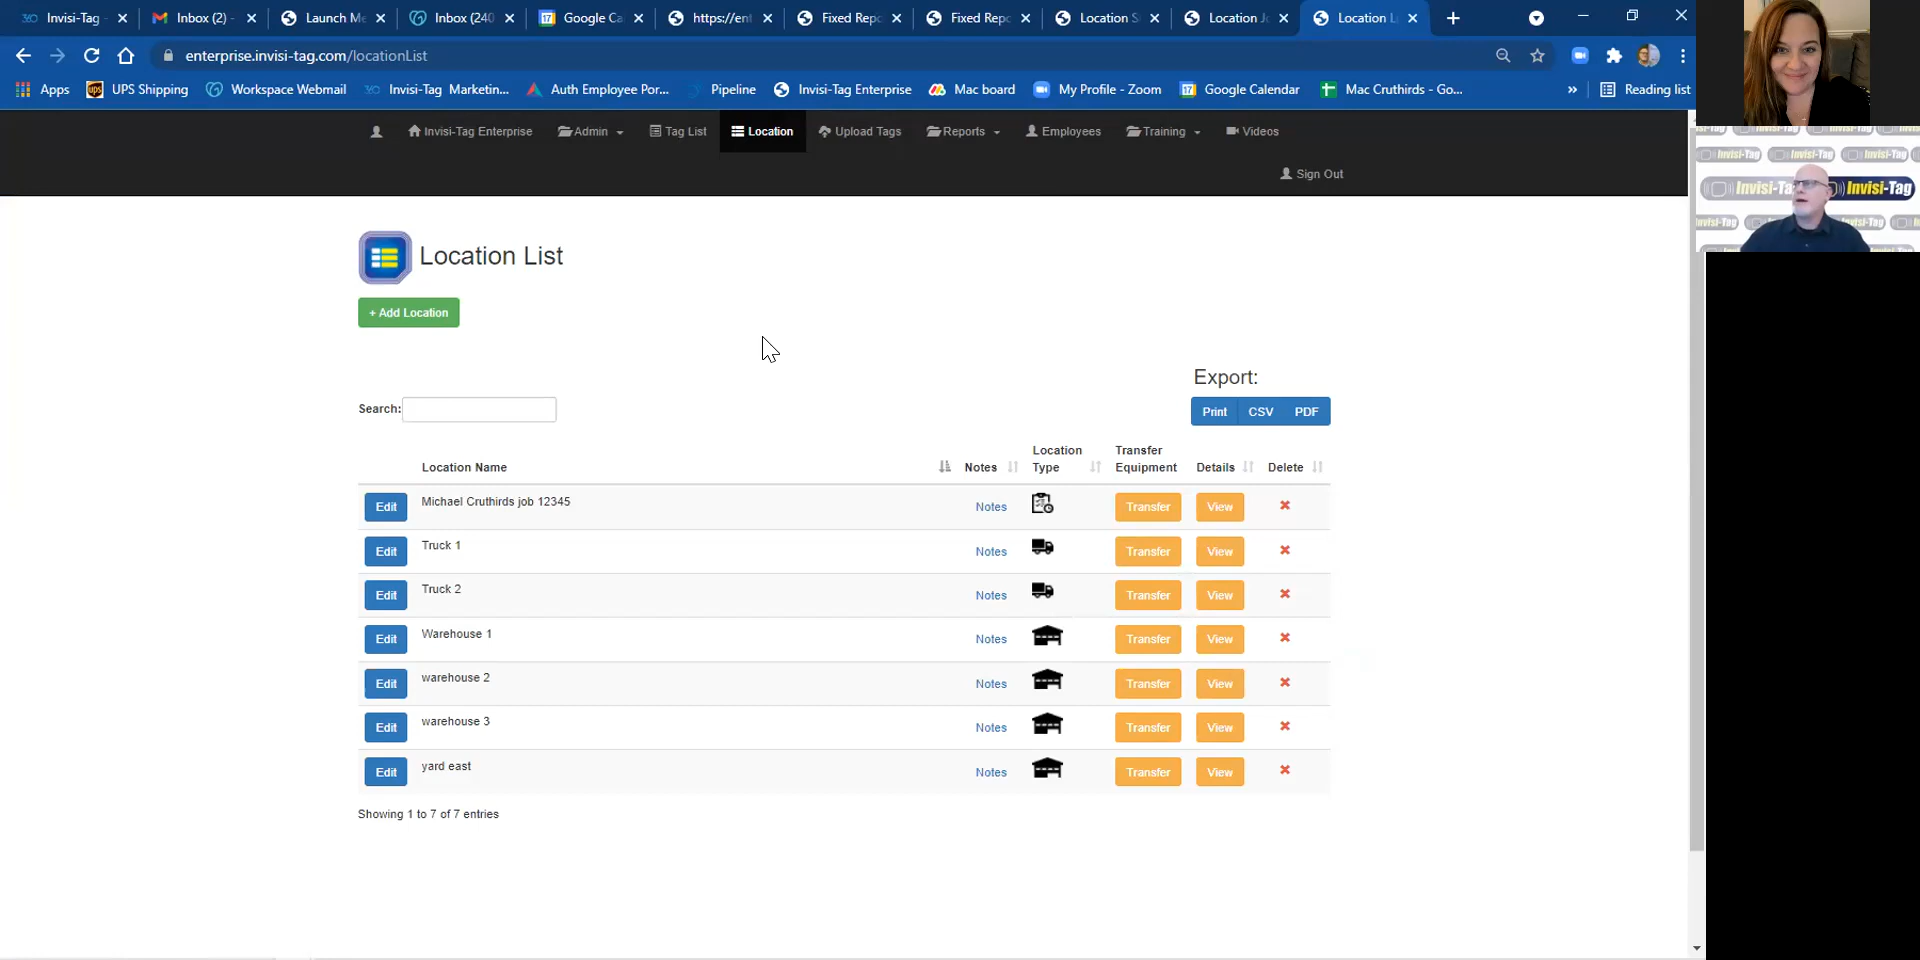 Invisi-Tag
Inbox (2)
Launch Me
Inbox (240
Google Ca
https://ent
Fixed Repo
Fixed Repo
Location S
Location Jo
Location Li
enterprise.invisi-tag.com/locationList
Apps
UPS Shipping
Workspace Webmail
Invisi-Tag Marketin...
Auth Employee Por...
Pipeline
Invisi-Tag Enterprise
Mac board
My Profile - Zoom
Google Calendar
Mac Cruthirds - Go...
» Reading list
Invisi-Tag Enterprise Admin Tag List Location Upload Tags Reports Employees Training Videos
Sign Out
Location List
+ Add Location
Export:
Search:
Print CSV PDF
Location Name Notes Location Type Transfer Equipment Details Delete
Edit Michael Cruthirds job 12345 Notes Transfer View
Edit Truck 1 Notes Transfer View
Edit Truck 2 Notes Transfer View
Edit Warehouse 1 Notes Transfer View
Edit warehouse 2 Notes Transfer View
Edit warehouse 3 Notes Transfer View
Edit yard east Notes Transfer View
Showing 1 to 7 of 7 entries
Invisi-Tag
Invisi-Tag